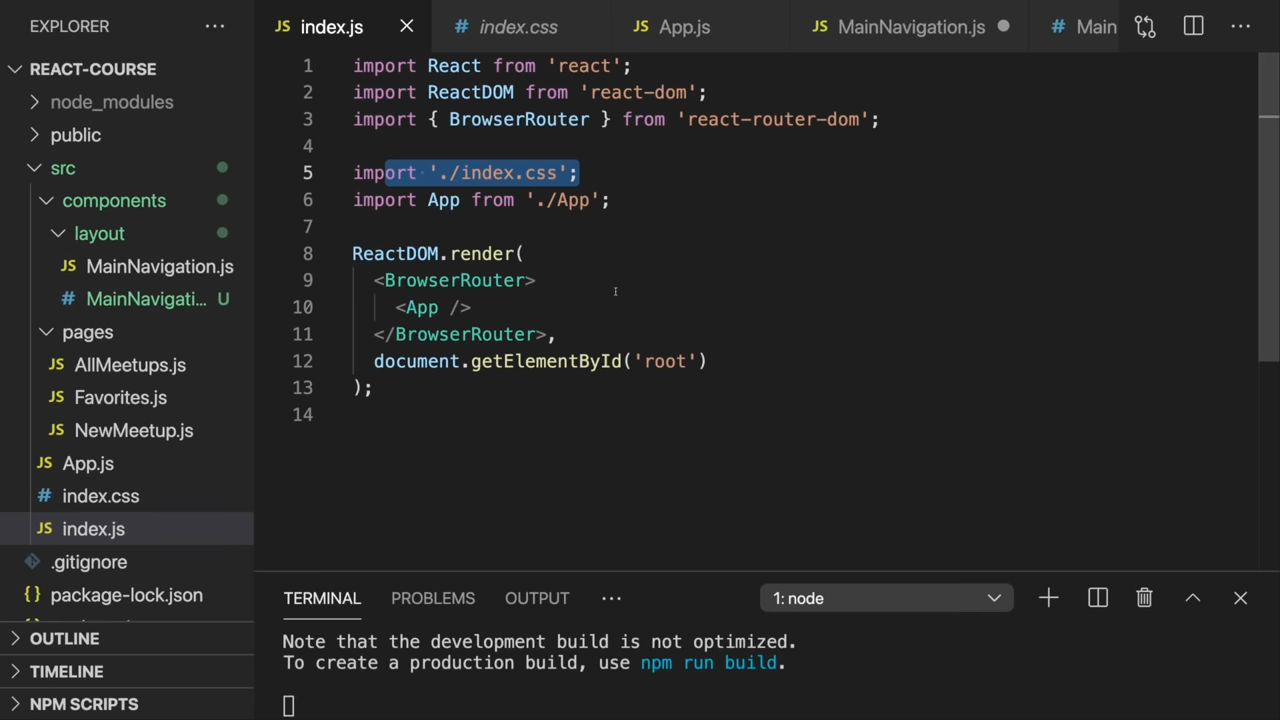 EXPLORER
REACT-COURSE
node_modules
public
src
components
layout
JS MainNavigation.js
# MainNavigati... U
pages
JS AllMeetups.js
JS Favorites.js
JS NewMeetup.js
JS App.js
# index.css
JS index.js
.gitignore
{} package-lock.json
OUTLINE
TIMELINE
NPM SCRIPTS
JS index.js
# index.css
JS App.js
JS MainNavigation.js
# Main
1 import React from 'react';
2 import ReactDOM from 'react-dom';
3 import { BrowserRouter } from 'react-router-dom';
4
5 import './index.css';
6 import App from './App';
7
8 ReactDOM.render(
9 <BrowserRouter>
10 <App />
11 </BrowserRouter>,
12 document.getElementById('root')
13 );
14
TERMINAL PROBLEMS OUTPUT ... 1: node
Note that the development build is not optimized.
To create a production build, use npm run build.